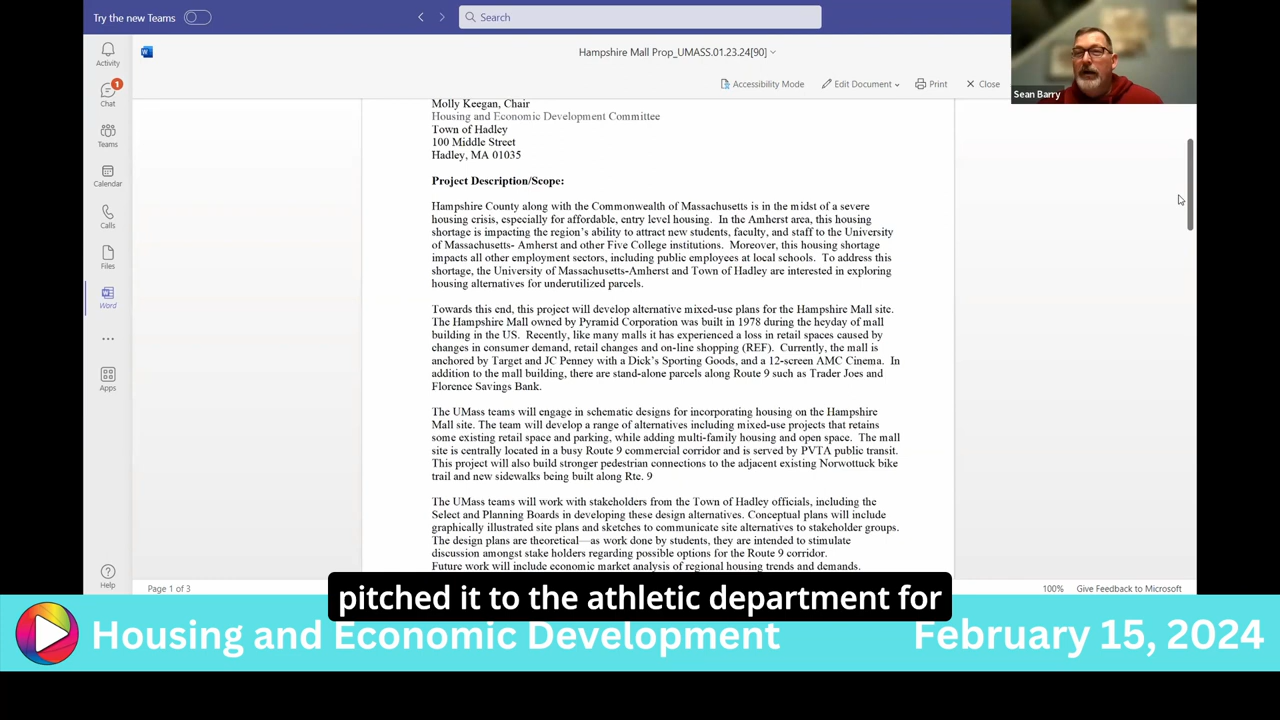 Try the new Teams
Search
Hampshire Mall Prop_UMASS.01.23.24[90]
Accessibility Mode
Edit Document
Print
Close
Sean Barry
Activity
1
Chat
Teams
Calendar
Calls
Files
Word
Apps
Help
Molly Keegan, Chair
Housing and Economic Development Committee
Town of Hadley
100 Middle Street
Hadley, MA 01035
Project Description/Scope:
Hampshire County along with the Commonwealth of Massachusetts is in the midst of a severe
housing crisis, especially for affordable, entry level housing. In the Amherst area, this housing
shortage is impacting the region's ability to attract new students, faculty, and staff to the University
of Massachusetts- Amherst and other Five College institutions. Moreover, this housing shortage
impacts all other employment sectors, including public employees at local schools. To address this
shortage, the University of Massachusetts-Amherst and Town of Hadley are interested in exploring
housing alternatives for underutilized parcels.
Towards this end, this project will develop alternative mixed-use plans for the Hampshire Mall site.
The Hampshire Mall owned by Pyramid Corporation was built in 1978 during the heyday of mall
building in the US. Recently, like many malls it has experienced a loss in retail spaces caused by
changes in consumer demand, retail changes and on-line shopping (REF). Currently, the mall is
anchored by Target and JC Penney with a Dick's Sporting Goods, and a 12-screen AMC Cinema. In
addition to the mall building, there are stand-alone parcels along Route 9 such as Trader Joes and
Florence Savings Bank.
The UMass teams will engage in schematic designs for incorporating housing on the Hampshire
Mall site. The team will develop a range of alternatives including mixed-use projects that retains
some existing retail space and parking, while adding multi-family housing and open space. The mall
site is centrally located in a busy Route 9 commercial corridor and is served by PVTA public transit.
This project will also build stronger pedestrian connections to the adjacent existing Norwottuck bike
trail and new sidewalks being built along Rte. 9
The UMass teams will work with stakeholders from the Town of Hadley officials, including the
Select and Planning Boards in developing these design alternatives. Conceptual plans will include
graphically illustrated site plans and sketches to communicate site alternatives to stakeholder groups.
The design plans are theoretical—as work done by students, they are intended to stimulate
discussion amongst stake holders regarding possible options for the Route 9 corridor.
Future work will include economic market analysis of regional housing trends and demands.
Page 1 of 3
100%
Give Feedback to Microsoft
pitched it to the athletic department for
Housing and Economic Development
February 15, 2024